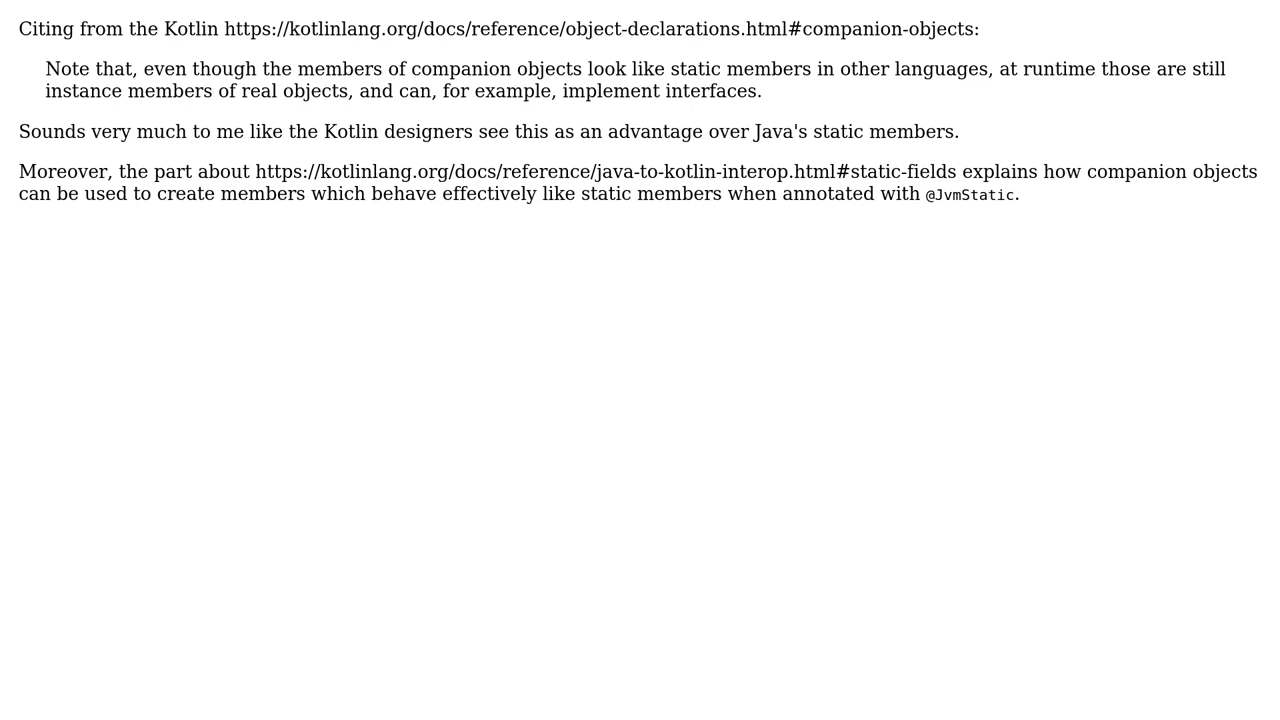 Citing from the Kotlin https://kotlinlang.org/docs/reference/object-declarations.html#companion-objects:
Note that, even though the members of companion objects look like static members in other languages, at runtime those are still
instance members of real objects, and can, for example, implement interfaces.
Sounds very much to me like the Kotlin designers see this as an advantage over Java's static members.
Moreover, the part about https://kotlinlang.org/docs/reference/java-to-kotlin-interop.html#static-fields explains how companion objects
can be used to create members which behave effectively like static members when annotated with @JvmStatic.